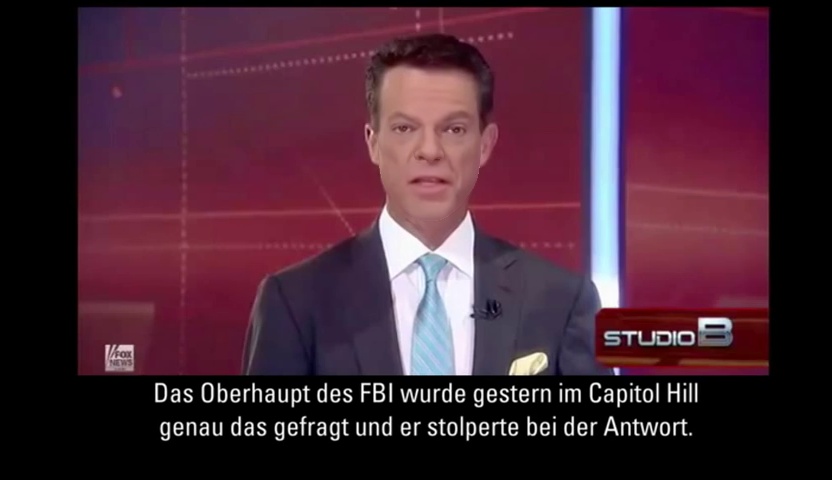 STUDIO B
FOX
NEWS
Das Oberhaupt des FBI wurde gestern im Capitol Hill
genau das gefragt und er stolperte bei der Antwort.